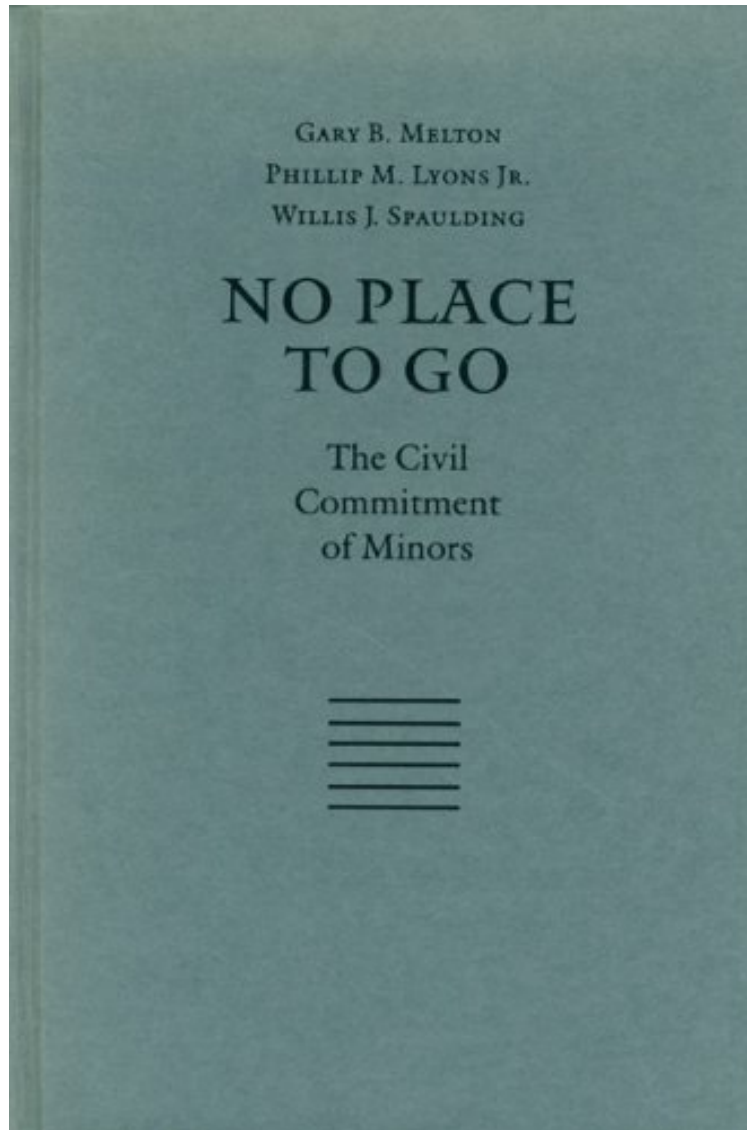 GARY B. MELTON
PHILLIP M. LYONS JR.
WILLIS J. SPAULDING
NO PLACE
TO GO
The Civil
Commitment
of Minors